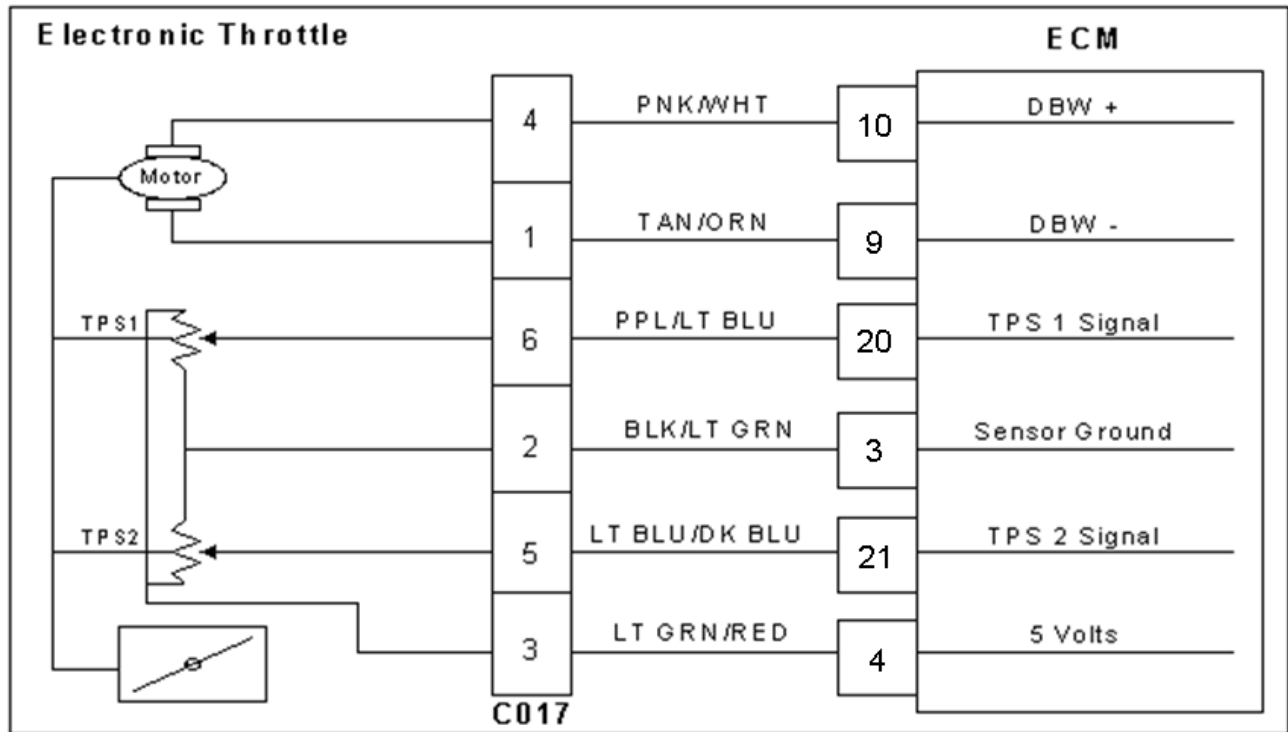 Electronic Throttle
ECM
4
PNK/WHT
10
DBW +
Motor
1
TAN/ORN
9
DBW -
TPS1
6
PPL/LT BLU
20
TPS 1 Signal
2
BLK/LT GRN
3
Sensor Ground
TPS2
5
LT BLU/DK BLU
21
TPS 2 Signal
3
LT GRN/RED
4
5 Volts
C017